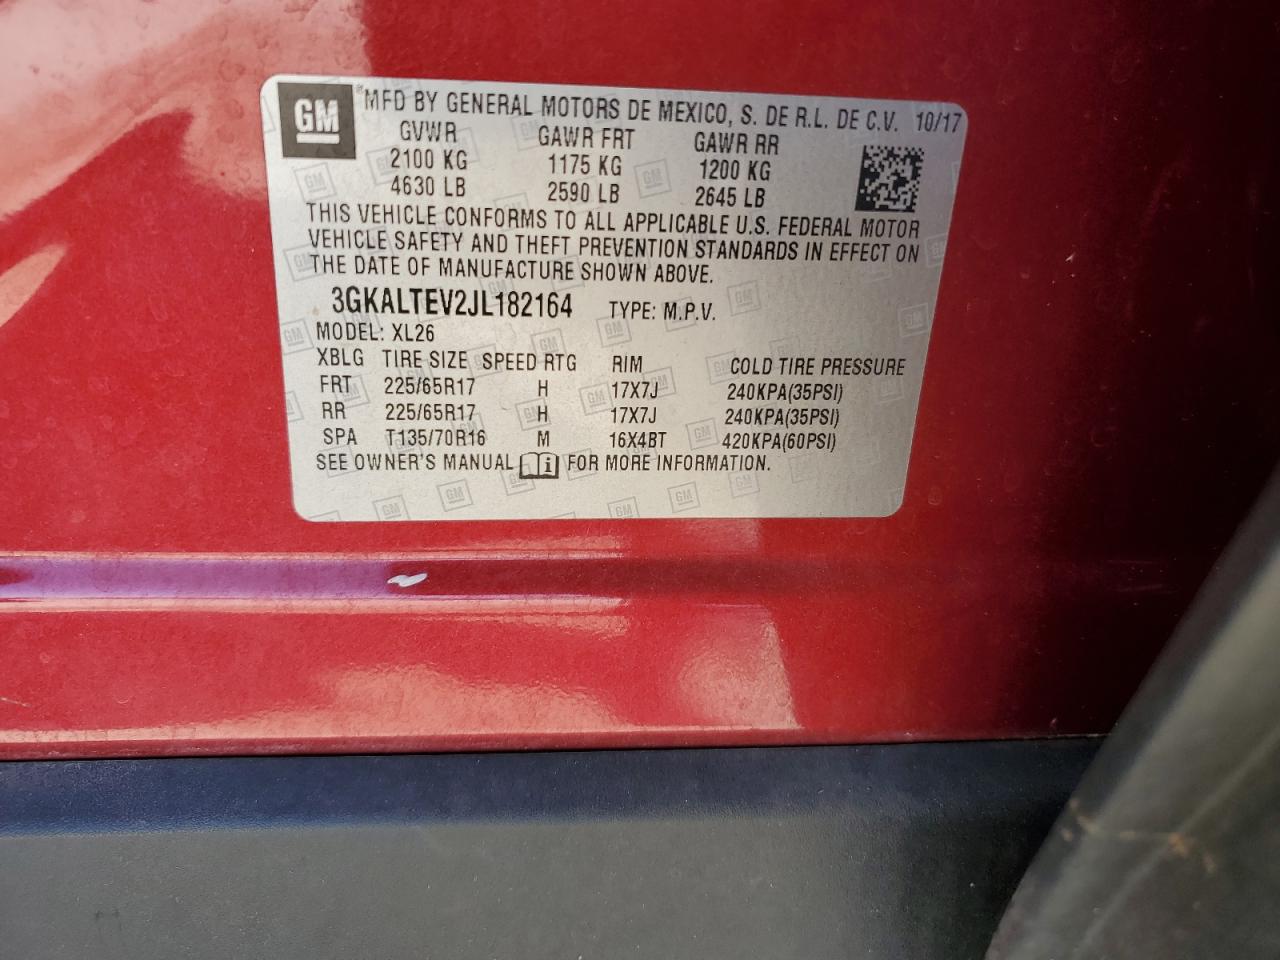 GM
MFD BY GENERAL MOTORS DE MEXICO, S. DE R.L. DE C.V. 10/17
GVWR GAWR FRT GAWR RR
2100 KG 1175 KG 1200 KG
4630 LB 2590 LB 2645 LB
THIS VEHICLE CONFORMS TO ALL APPLICABLE U.S. FEDERAL MOTOR
VEHICLE SAFETY AND THEFT PREVENTION STANDARDS IN EFFECT ON
THE DATE OF MANUFACTURE SHOWN ABOVE.
3GKALTEV2JL182164 TYPE: M.P.V.
MODEL: XL26
XBLG TIRE SIZE SPEED RTG RIM COLD TIRE PRESSURE
FRT 225/65R17 H 17X7J 240KPA(35PSI)
RR 225/65R17 H 17X7J 240KPA(35PSI)
SPA T135/70R16 M 16X4BT 420KPA(60PSI)
SEE OWNER'S MANUAL FOR MORE INFORMATION.